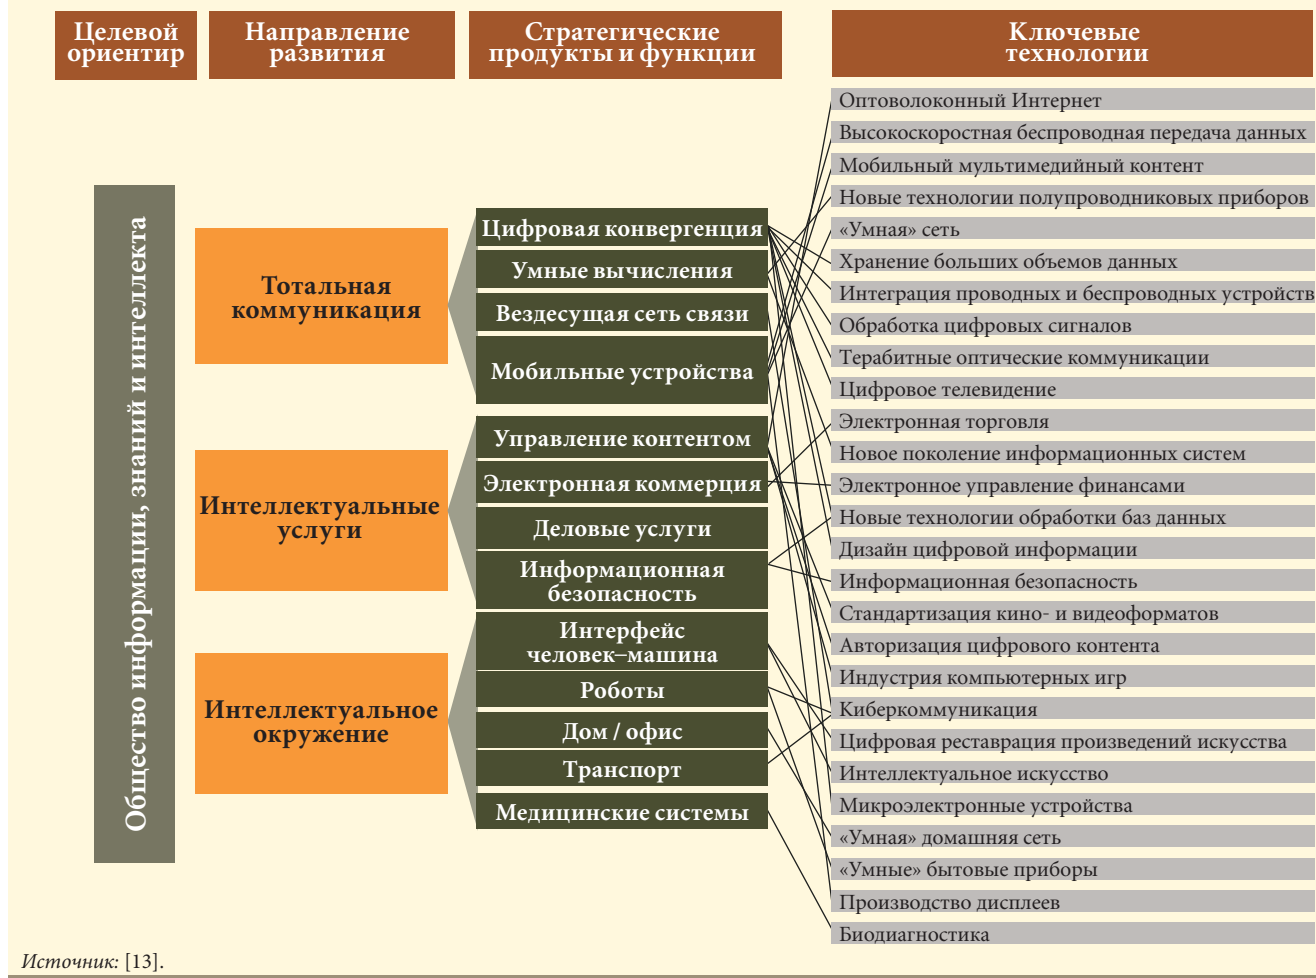 Целевой
ориентир
Направление
развития
Стратегические
продукты и функции
Ключевые
технологии
Общество информации, знаний и интеллекта
Тотальная
коммуникация
Интеллектуальные
услуги
Интеллектуальное
окружение
Цифровая конвергенция
Умные вычисления
Вездесущая сеть связи
Мобильные устройства
Управление контентом
Электронная коммерция
Деловые услуги
Информационная
безопасность
Интерфейс
человек–машина
Роботы
Дом / офис
Транспорт
Медицинские системы
Оптоволоконный Интернет
Высокоскоростная беспроводная передача данных
Мобильный мультимедийный контент
Новые технологии полупроводниковых приборов
«Умная» сеть
Хранение больших объемов данных
Интеграция проводных и беспроводных устройств
Обработка цифровых сигналов
Терабитные оптические коммуникации
Цифровое телевидение
Электронная торговля
Новое поколение информационных систем
Электронное управление финансами
Новые технологии обработки баз данных
Дизайн цифровой информации
Информационная безопасность
Стандартизация кино- и видеоформатов
Авторизация цифрового контента
Индустрия компьютерных игр
Киберкоммуникация
Цифровая реставрация произведений искусства
Интеллектуальное искусство
Микроэлектронные устройства
«Умная» домашняя сеть
«Умные» бытовые приборы
Производство дисплеев
Биодиагностика
Источник: [13].